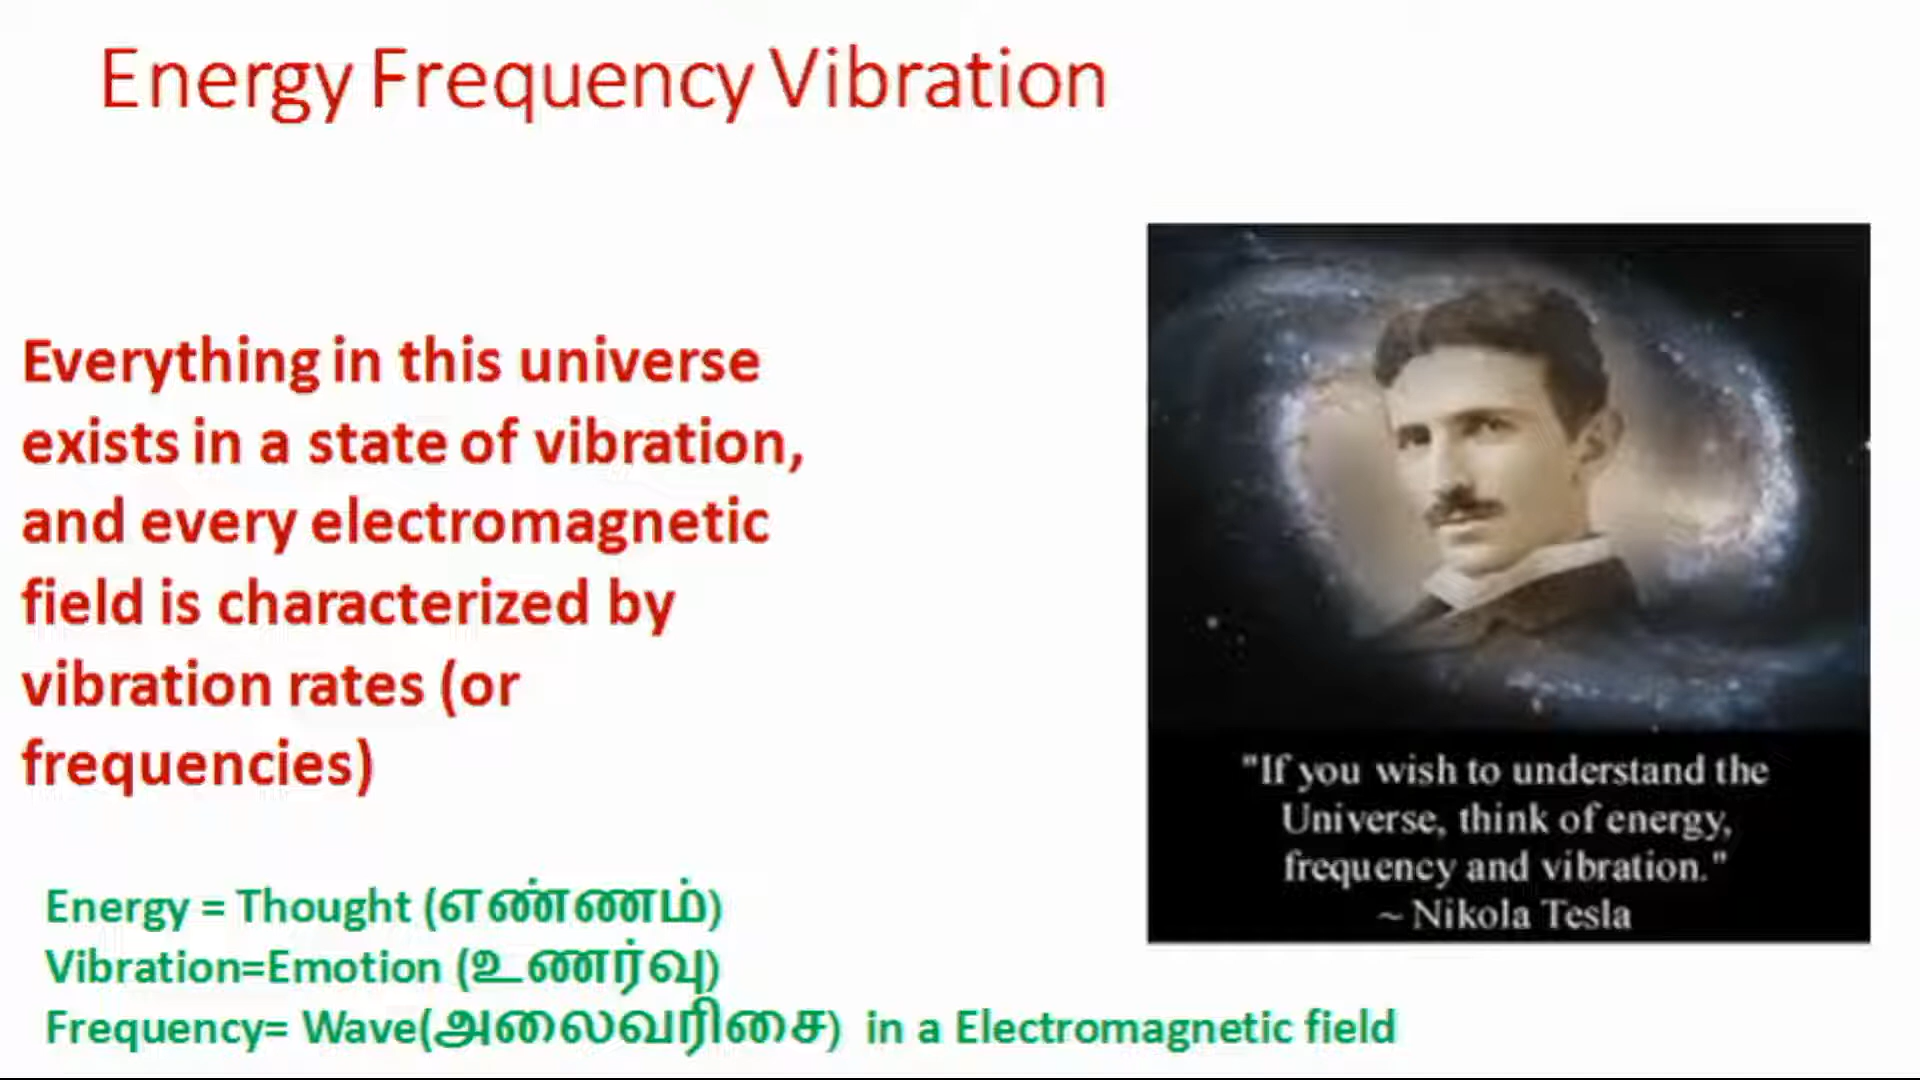 Energy Frequency Vibration
Everything in this universe
exists in a state of vibration,
and every electromagnetic
field is characterized by
vibration rates (or
frequencies)
"If you wish to understand the
Universe, think of energy,
frequency and vibration."
~ Nikola Tesla
Energy = Thought (எண்ணம்)
Vibration=Emotion (உணர்வு)
Frequency= Wave(அலைவரிசை) in a Electromagnetic field